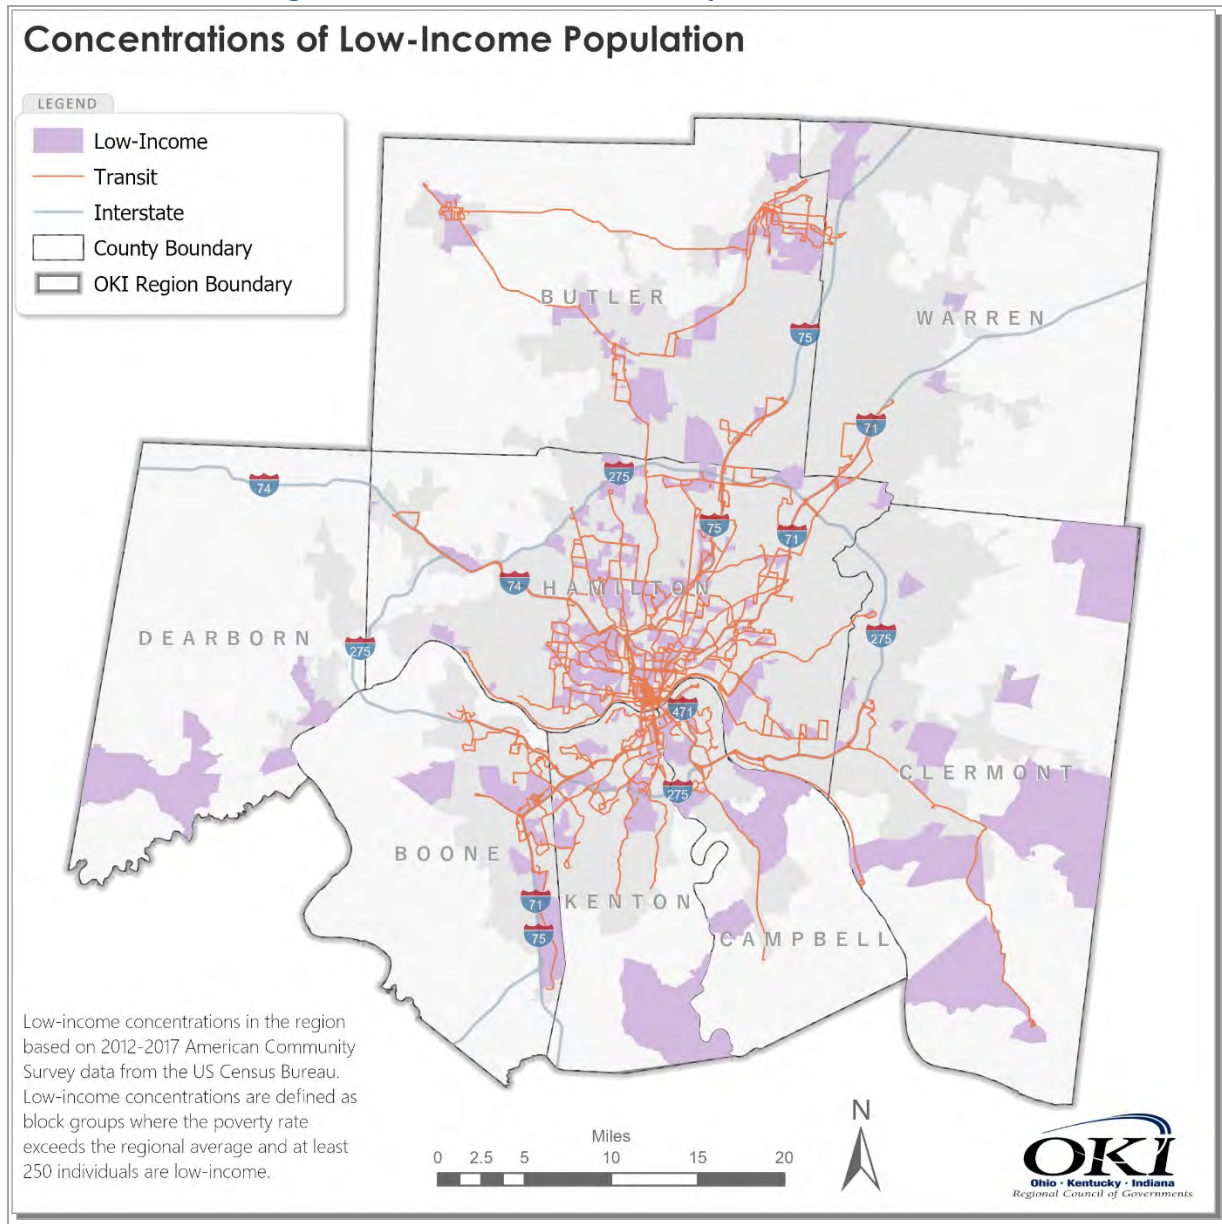 Concentrations of Low-Income Population
LEGEND
Low-Income
Transit
Interstate
County Boundary
OKI Region Boundary
BUTLER
WARREN
75
71
275
74
75
71
74
HAMILTON
DEARBORN
275
275
471
CLERMONT
275
BOONE
71
KENTON
75
CAMPBELL
Low-income concentrations in the region
based on 2012-2017 American Community
Survey data from the US Census Bureau.
Low-income concentrations are defined as
block groups where the poverty rate
exceeds the regional average and at least
250 individuals are low-income.
Miles
0 2.5 5 10 15 20
N
OKI
Ohio · Kentucky · Indiana
Regional Council of Governments